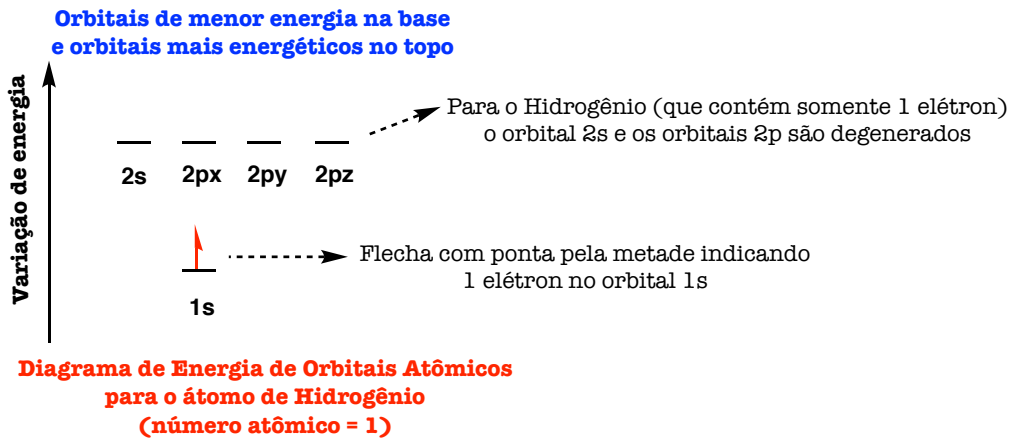 Orbitais de menor energia na base
e orbitais mais energéticos no topo
Variação de energia
Para o Hidrogênio (que contém somente 1 elétron)
o orbital 2s e os orbitais 2p são degenerados
2s 2px 2py 2pz
Flecha com ponta pela metade indicando
1 elétron no orbital 1s
1s
Diagrama de Energia de Orbitais Atômicos
para o átomo de Hidrogênio
(número atômico = 1)